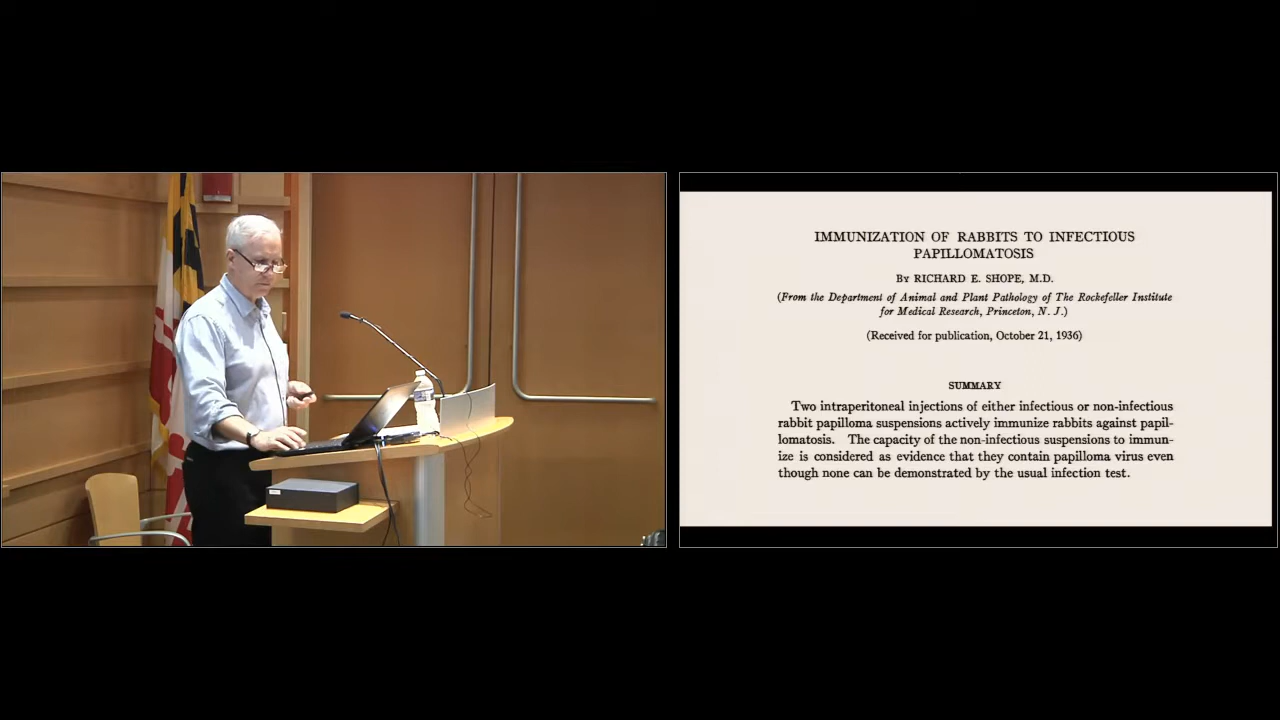 IMMUNIZATION OF RABBITS TO INFECTIOUS
PAPILLOMATOSIS
By RICHARD E. SHOPE, M.D.
(From the Department of Animal and Plant Pathology of The Rockefeller Institute
for Medical Research, Princeton, N. J.)
(Received for publication, October 21, 1936)
SUMMARY
Two intraperitoneal injections of either infectious or non-infectious
rabbit papilloma suspensions actively immunize rabbits against papil-
lomatosis. The capacity of the non-infectious suspensions to immun-
ize is considered as evidence that they contain papilloma virus even
though none can be demonstrated by the usual infection test.